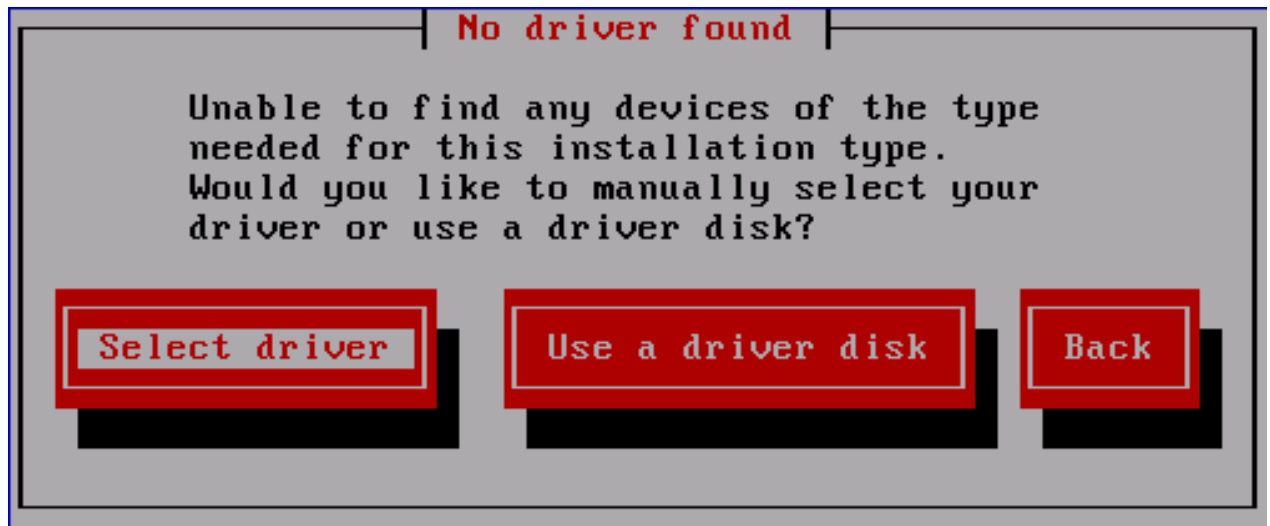 No driver found
Unable to find any devices of the type
needed for this installation type.
Would you like to manually select your
driver or use a driver disk?
Select driver
Use a driver disk
Back